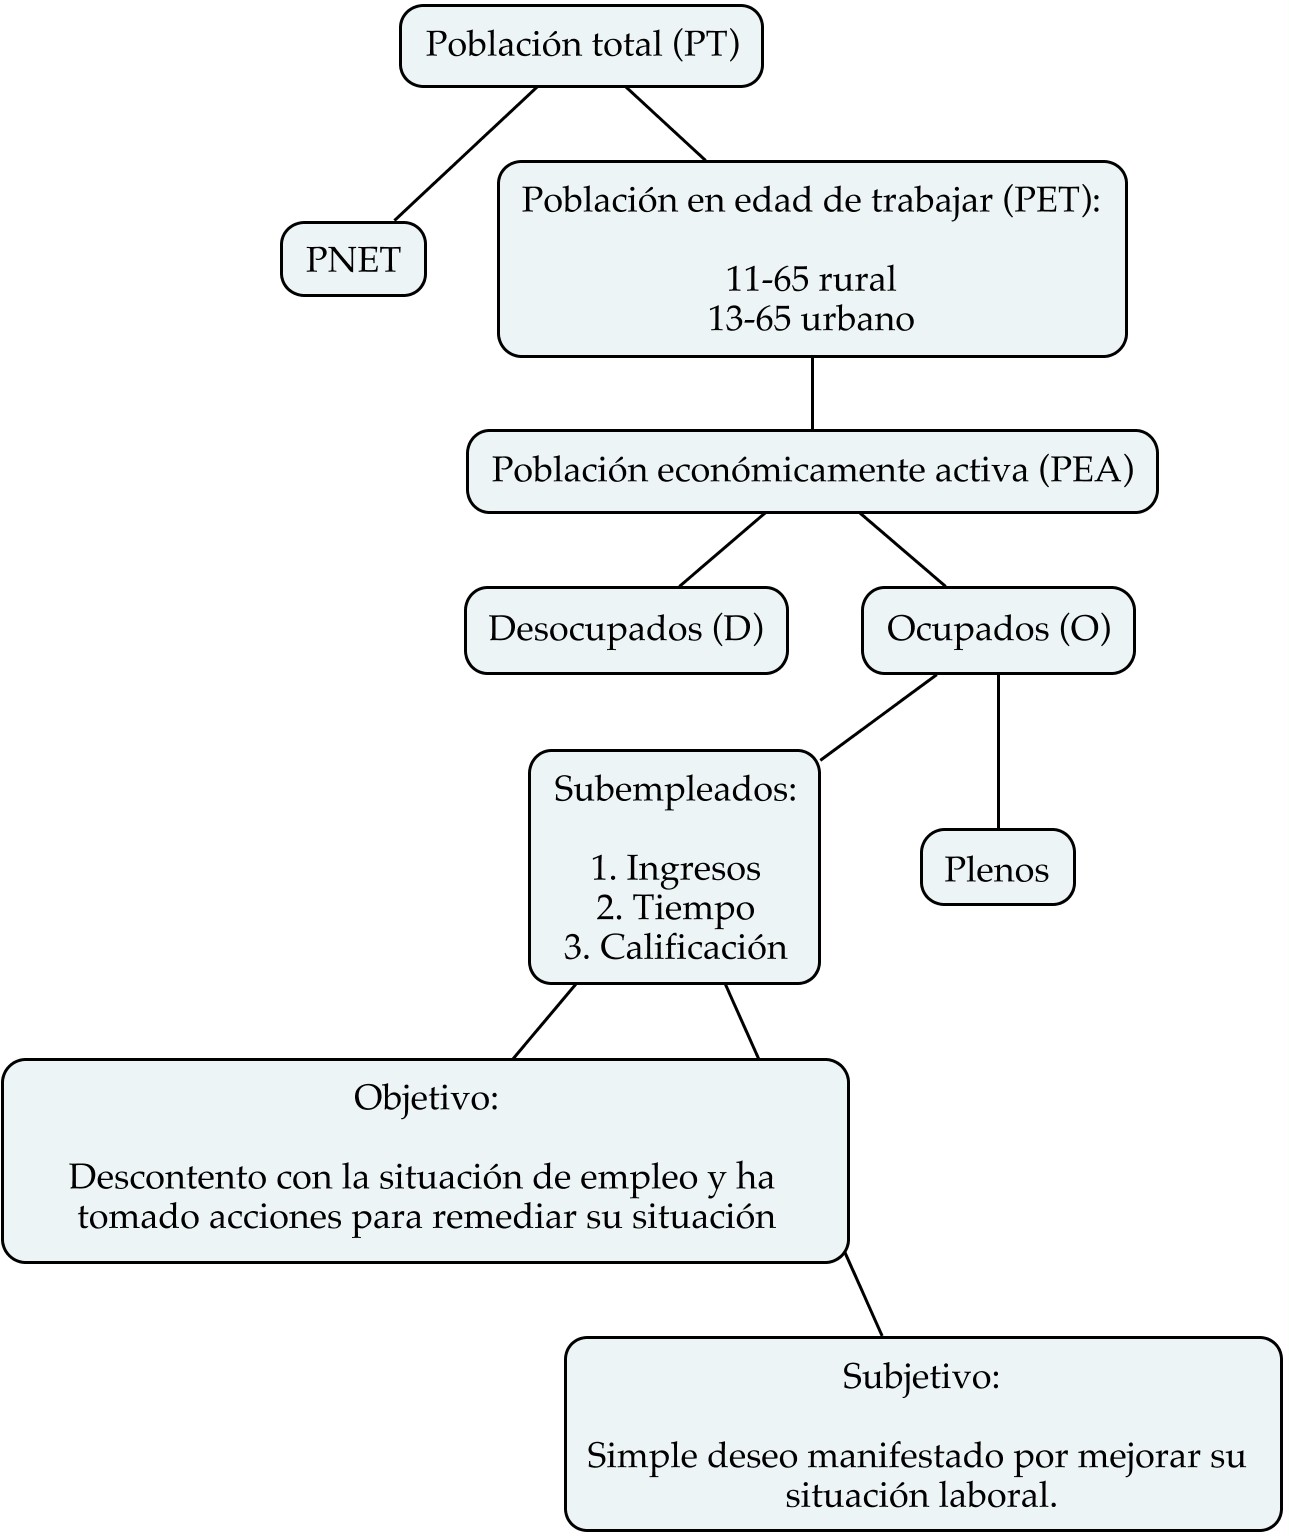 Población total (PT)
PNET
Población en edad de trabajar (PET):
11-65 rural
13-65 urbano
Población económicamente activa (PEA)
Desocupados (D)
Ocupados (O)
Subempleados:
1. Ingresos
2. Tiempo
3. Calificación
Plenos
Objetivo:
Descontento con la situación de empleo y ha
tomado acciones para remediar su situación
Subjetivo:
Simple deseo manifestado por mejorar su
situación laboral.